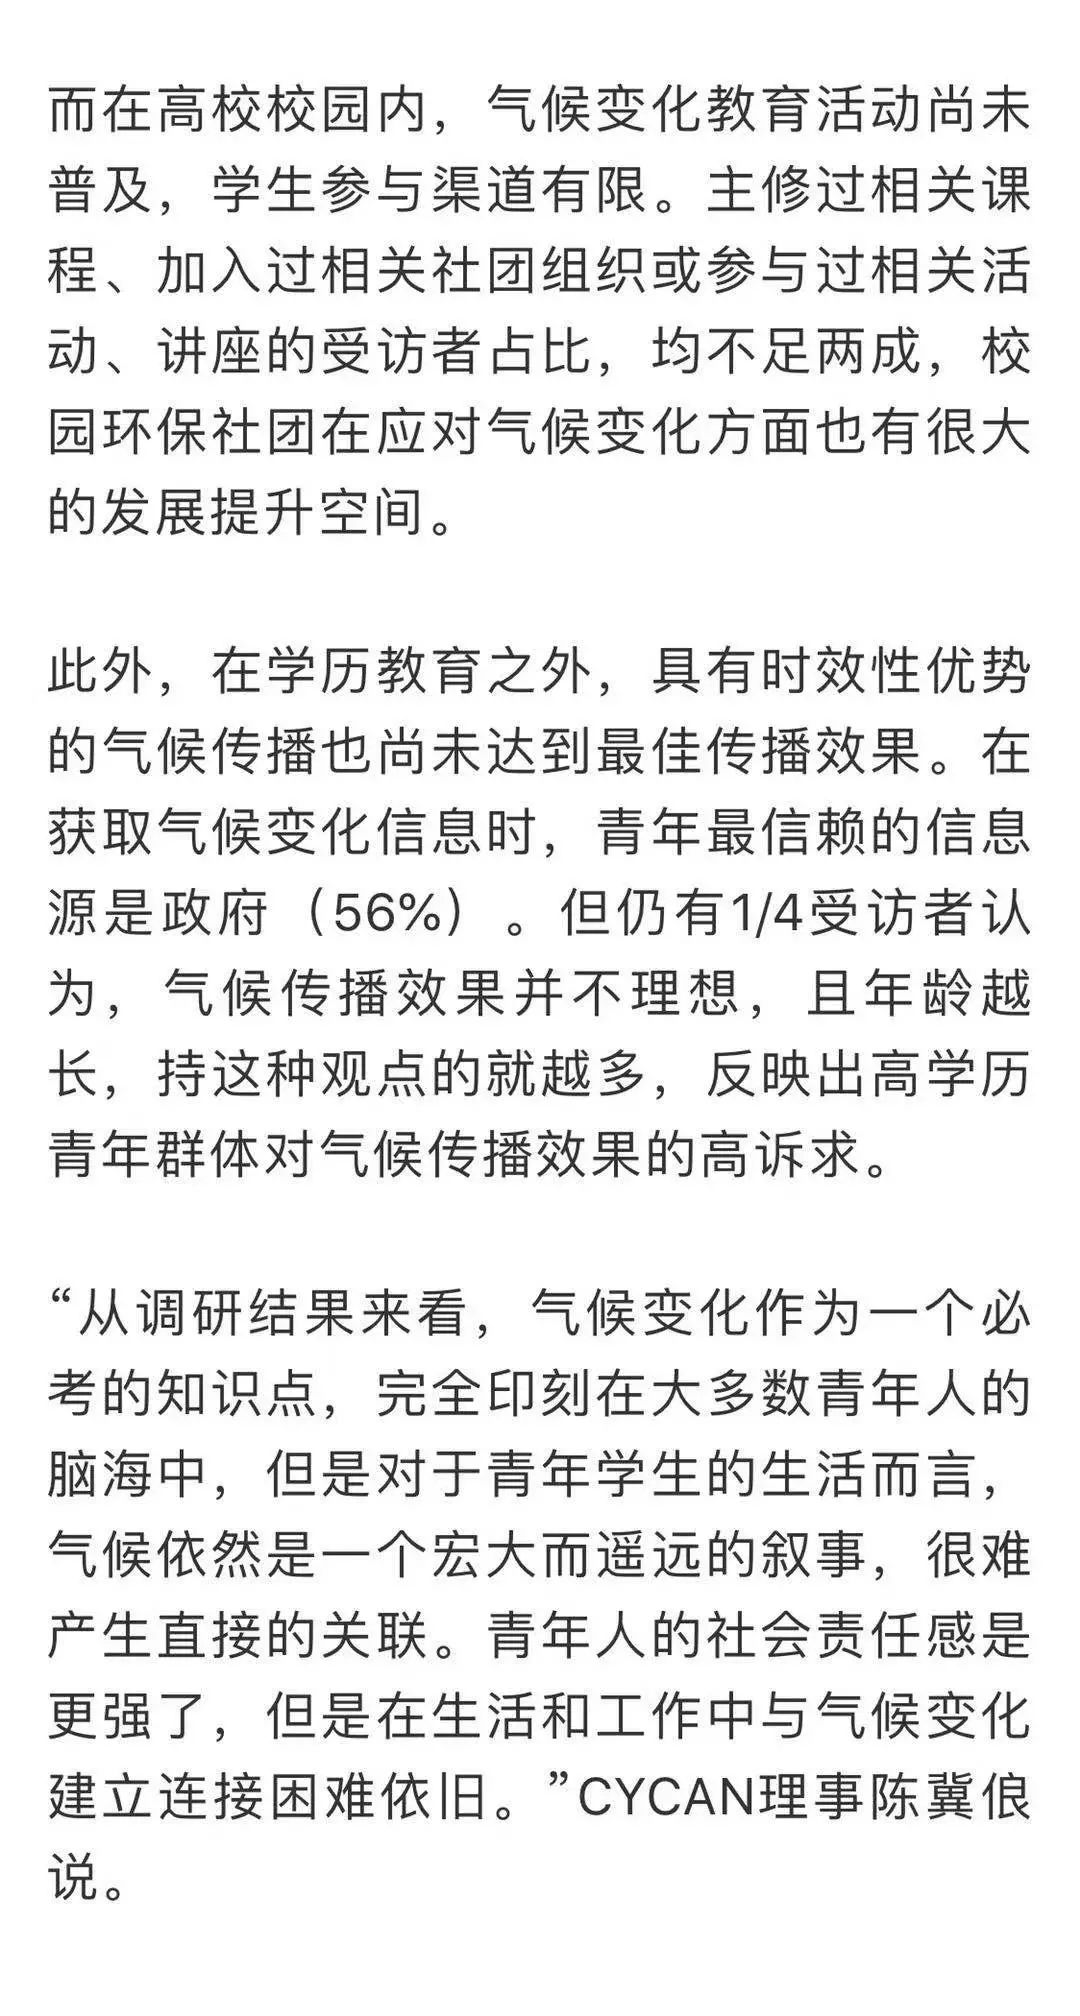 而在高校校园内，气候变化教育活动尚未
普及，学生参与渠道有限。主修过相关课
程、加入过相关社团组织或参与过相关活
动、讲座的受访者占比，均不足两成，校
园环保社团在应对气候变化方面也有很大
的发展提升空间。
此外，在学历教育之外，具有时效性优势
的气候传播也尚未达到最佳传播效果。在
获取气候变化信息时，青年最信赖的信息
源是政府（56%）。但仍有1/4受访者认
为，气候传播效果并不理想，且年龄越
长，持这种观点的就越多，反映出高学历
青年群体对气候传播效果的高诉求。
“从调研结果来看，气候变化作为一个必
考的知识点，完全印刻在大多数青年人的
脑海中，但是对于青年学生的生活而言，
气候依然是一个宏大而遥远的叙事，很难
产生直接的关联。青年人的社会责任感是
更强了，但是在生活和工作中与气候变化
建立连接困难依旧。”CYCAN理事陈冀俍
说。